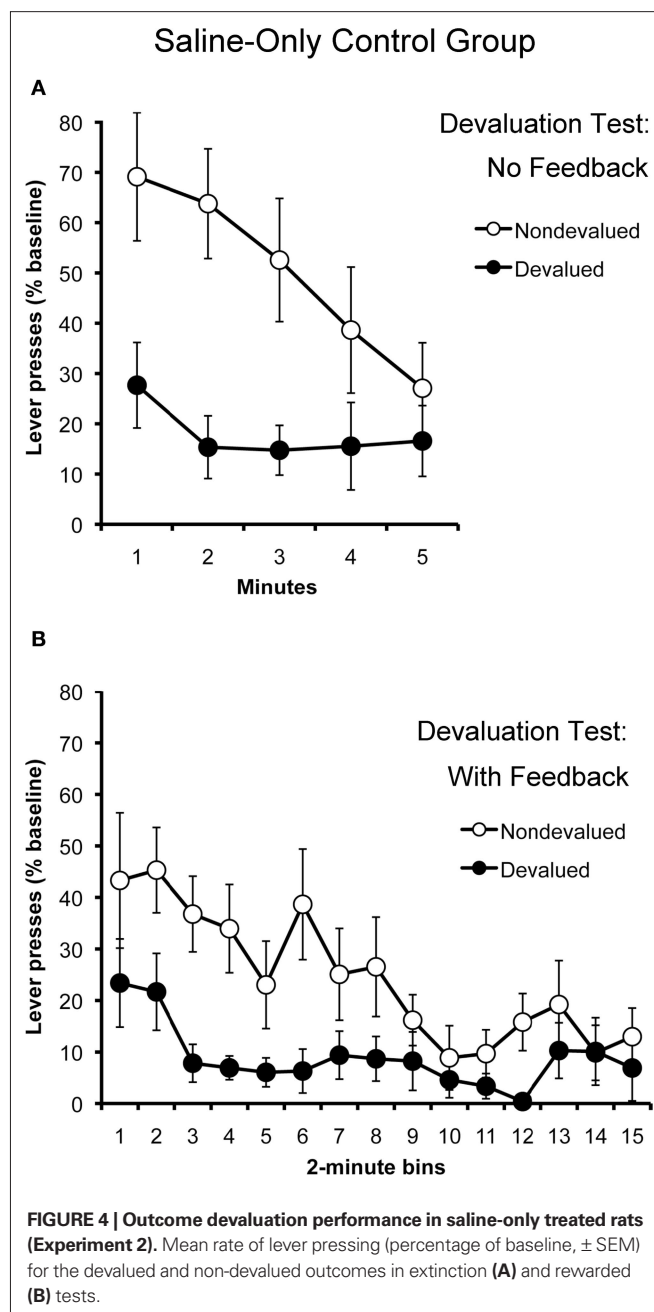 Saline-Only Control Group
A
Devaluation Test:
No Feedback
Nondevalued
Devalued
Lever presses (% baseline)
80
70
60
50
40
30
20
10
0
1 2 3 4 5
Minutes
B
Devaluation Test:
With Feedback
Nondevalued
Devalued
Lever presses (% baseline)
80
70
60
50
40
30
20
10
0
1 2 3 4 5 6 7 8 9 10 11 12 13 14 15
2-minute bins
FIGURE 4 | Outcome devaluation performance in saline-only treated rats
(Experiment 2). Mean rate of lever pressing (percentage of baseline, ± SEM)
for the devalued and non-devalued outcomes in extinction (A) and rewarded
(B) tests.